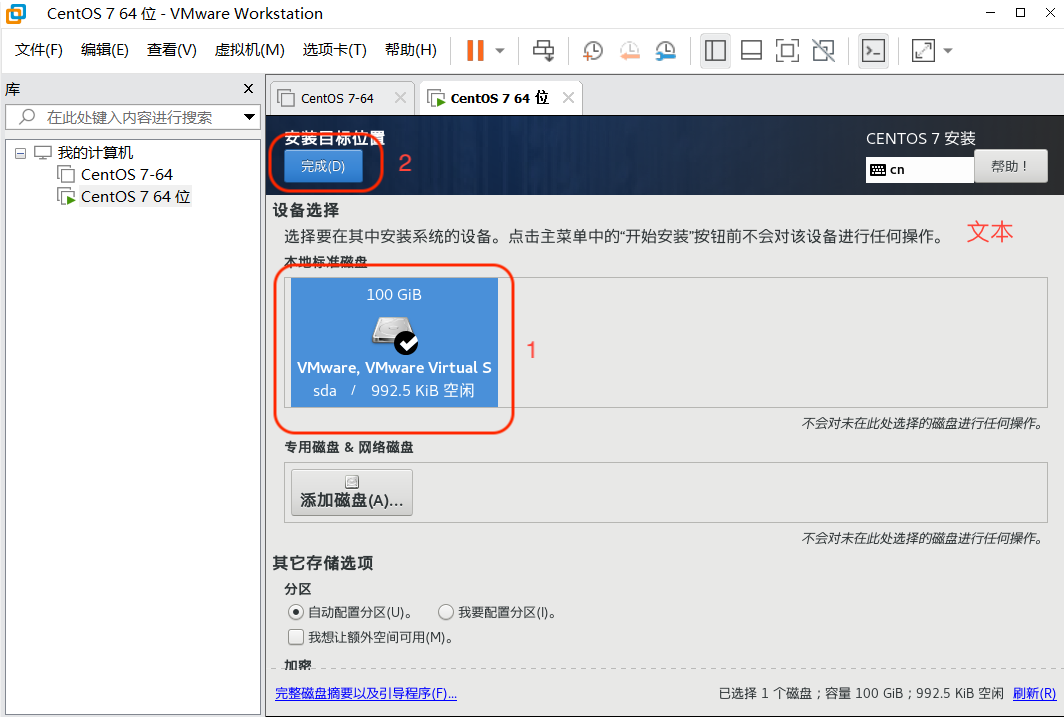 CentOS 7 64 位 - VMware Workstation
文件(F) 编辑(E) 查看(V) 虚拟机(M) 选项卡(T) 帮助(H)
库
在此处键入内容进行搜索
我的计算机
CentOS 7-64
CentOS 7 64 位
CentOS 7-64
CentOS 7 64 位
安装目标位置
完成(D)
2
CENTOS 7 安装
cn
帮助！
设备选择
选择要在其中安装系统的设备。点击主菜单中的“开始安装”按钮前不会对该设备进行任何操作。
文本
本地标准磁盘
100 GiB
VMware, VMware Virtual S
sda / 992.5 KiB 空闲
1
不会对未在此处选择的磁盘进行任何操作。
专用磁盘 & 网络磁盘
添加磁盘(A)...
不会对未在此处选择的磁盘进行任何操作。
其它存储选项
分区
自动配置分区(U)。 我要配置分区(I)。
我想让额外空间可用(M)。
加密
完整磁盘摘要以及引导程序(F)...
已选择 1 个磁盘；容量 100 GiB；992.5 KiB 空闲 刷新(R)